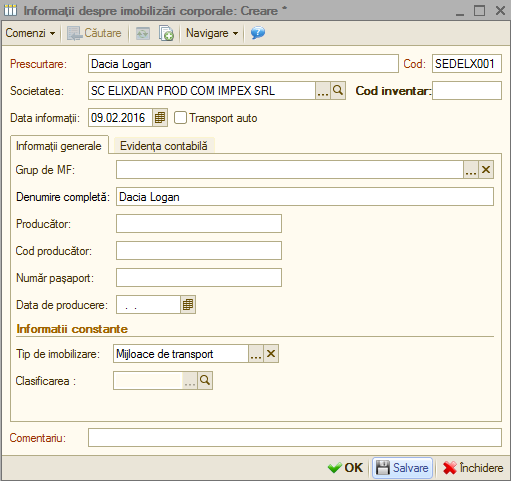 Informații despre imobilizări corporale: Creare *
Comenzi Căutare Navigare
Prescurtare: Dacia Logan Cod: SEDELX001
Societatea: SC ELIXDAN PROD COM IMPEX SRL ... Cod inventar:
Data informații: 09.02.2016 Transport auto
Informații generale Evidența contabilă
Grup de MF: ...
Denumire completă: Dacia Logan
Producător:
Cod producător:
Număr pașaport:
Data de producere: . .
Informatii constante
Tip de imobilizare: Mijloace de transport ...
Clasificarea : ...
Comentariu:
OK Salvare Închidere